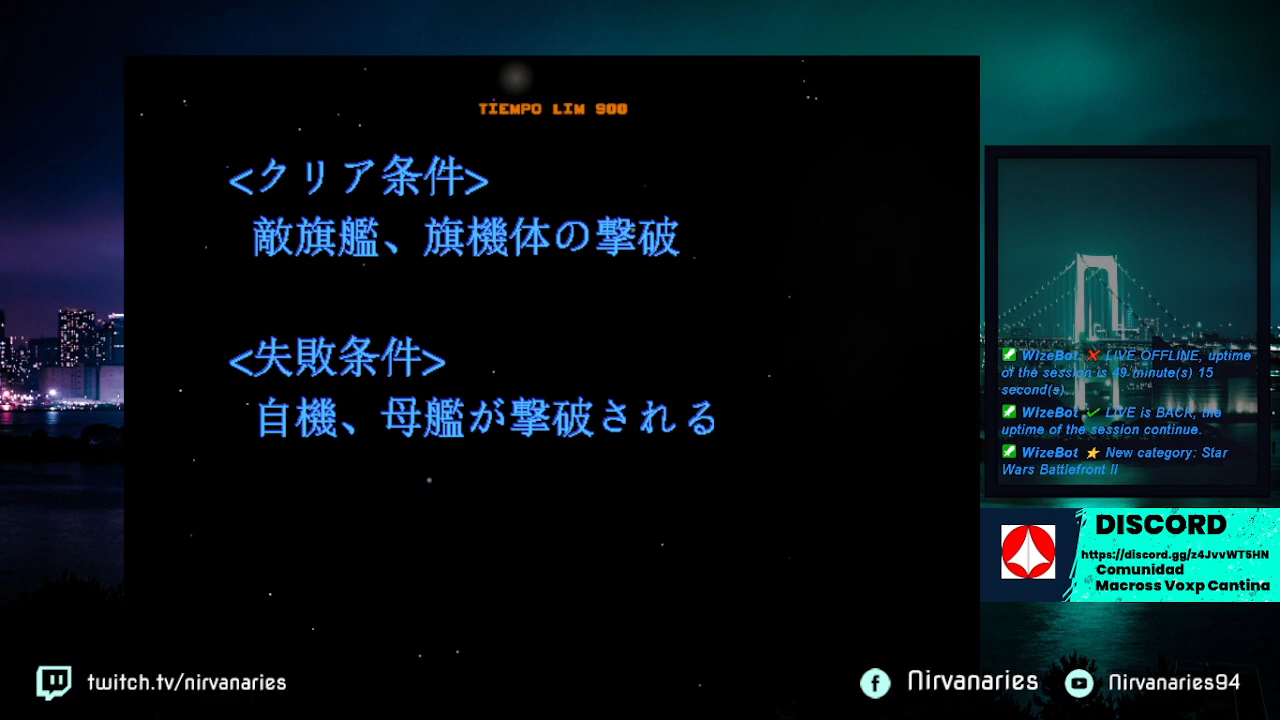 TIEMPO LIM 900
<クリア条件>
敵旗艦、旗機体の撃破
<失敗条件>
自機、母艦が撃破される
WizeBot ❌ LIVE OFFLINE, uptime
of the session is 49 minute(s) 15
second(s).
WizeBot ✔ LIVE is BACK, the
uptime of the session continue.
WizeBot ⭐ New category: Star
Wars Battlefront II
DISCORD
https://discord.gg/z4JvvWT5HN
Comunidad
Macross Voxp Cantina
twitch.tv/nirvanaries
Nirvanaries
Nirvanaries94